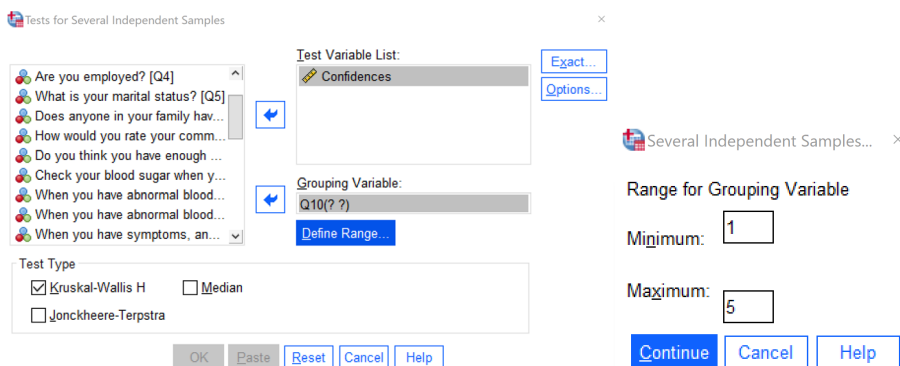 Tests for Several Independent Samples
Test Variable List:
Are you employed? [Q4]
What is your marital status? [Q5]
Does anyone in your family hav...
How would you rate your comm...
Do you think you have enough ...
Check your blood sugar when y...
When you have abnormal blood...
When you have abnormal blood...
When you have symptoms, an...
Confidences
Exact...
Options...
Grouping Variable:
Q10(? ?)
Define Range...
Test Type
Kruskal-Wallis H Median
Jonckheere-Terpstra
OK Paste Reset Cancel Help
Several Independent Samples...
Range for Grouping Variable
Minimum: 1
Maximum: 5
Continue Cancel Help